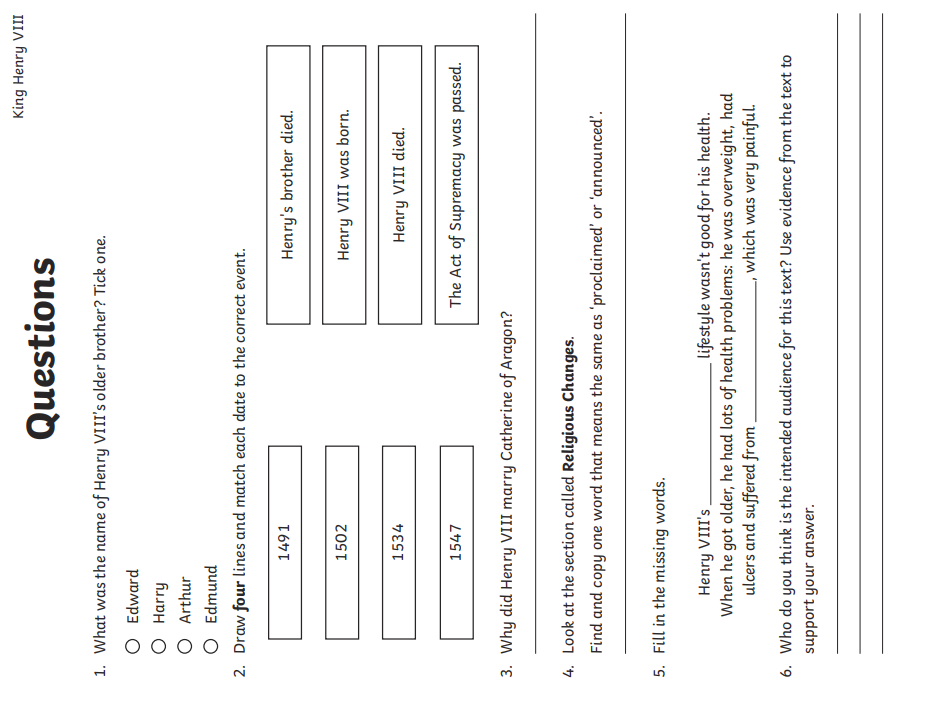 King Henry VIII
Questions
1. What was the name of Henry VIII's older brother? Tick one.
Edward
Harry
Arthur
Edmund
2. Draw four lines and match each date to the correct event.
1491
Henry's brother died.
1502
Henry VIII was born.
1534
Henry VIII died.
1547
The Act of Supremacy was passed.
3. Why did Henry VIII marry Catherine of Aragon?
4. Look at the section called Religious Changes.
Find and copy one word that means the same as 'proclaimed' or 'announced'.
5. Fill in the missing words.
Henry VIII's ____________ lifestyle wasn't good for his health.
When he got older, he had lots of health problems: he was overweight, had
ulcers and suffered from ____________, which was very painful.
6. Who do you think is the intended audience for this text? Use evidence from the text to
support your answer.